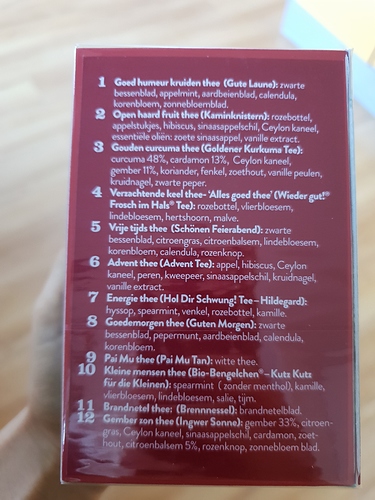 1 Goed humeur kruiden thee (Gute Laune): zwarte
bessenblad, appelmint, aardbeienblad, calendula,
korenbloem, zonnebloemblad.
2 Open haard fruit thee (Kaminknistern): rozebottel,
appelstukjes, hibiscus, sinaasappelschil, Ceylon kaneel,
essentiële oliën: zoete sinaasappel, vanille extract.
3 Gouden curcuma thee (Goldener Kurkuma Tee):
curcuma 48%, cardamon 13%, Ceylon kaneel,
gember 11%, koriander, fenkel, zoethout, vanille peulen,
kruidnagel, zwarte peper.
4 Verzachtende keel thee- 'Alles goed thee' (Wieder gut!®
Frosch im Hals® Tee): rozebottel, vlierbloesem,
lindebloesem, hertshoorn, malve.
5 Vrije tijds thee (Schönen Feierabend): zwarte
bessenblad, citroengras, citroenbalsem, lindebloesem,
korenbloem, calendula, rozenknop.
6 Advent thee (Advent Tee): appel, hibiscus, Ceylon
kaneel, peren, kweepeer, sinaasappelschil, kruidnagel,
vanille extract.
7 Energie thee (Hol Dir Schwung! Tee – Hildegard):
hyssop, spearmint, venkel, rozebottel, kamille.
8 Goedemorgen thee (Guten Morgen): zwarte
bessenblad, pepermunt, aardbeienblad, calendula,
korenbloem.
9 Pai Mu thee (Pai Mu Tan): witte thee.
10 Kleine mensen thee (Bio-Bengelchen® – Kutz Kutz
für die Kleinen): spearmint ( zonder menthol), kamille,
vlierbloesem, lindebloesem, salie, tijm.
11 Brandnetel thee: (Brennnessel): brandnetelblad.
12 Gember zon thee (Ingwer Sonne): gember 33%, citroen-
gras, Ceylon kaneel, sinaasappelschil, cardamon, zoet-
hout, citroenbalsem 5%, rozenknop, zonnebloem blad.